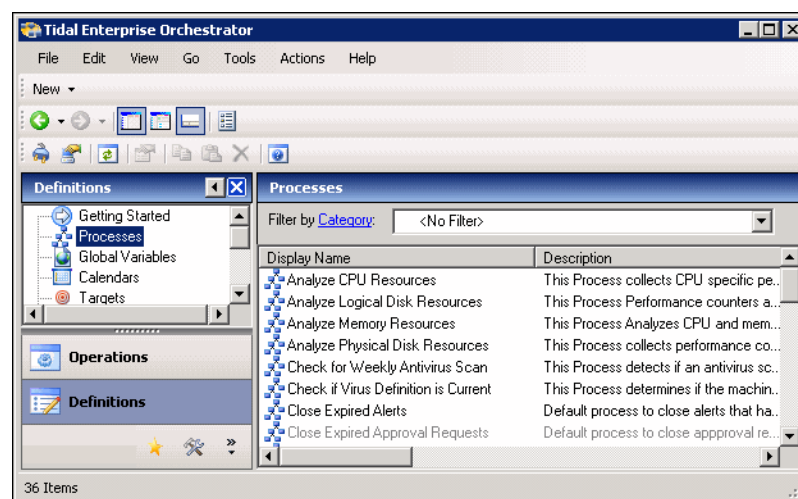 Tidal Enterprise Orchestrator
File Edit View Go Tools Actions Help
New
Definitions
Getting Started
Processes
Global Variables
Calendars
Targets
Operations
Definitions
Processes
Filter by Category: <No Filter>
Display Name Description
Analyze CPU Resources This Process collects CPU specific pe...
Analyze Logical Disk Resources This Process Performance counters a...
Analyze Memory Resources This Process Analyzes CPU and mem...
Analyze Physical Disk Resources This Process collects performance co...
Check for Weekly Antivirus Scan This Process detects if an antivirus sc...
Check if Virus Definition is Current This Process determines if the machin...
Close Expired Alerts Default process to close alerts that ha...
Close Expired Approval Requests Default process to close appproval re...
36 Items